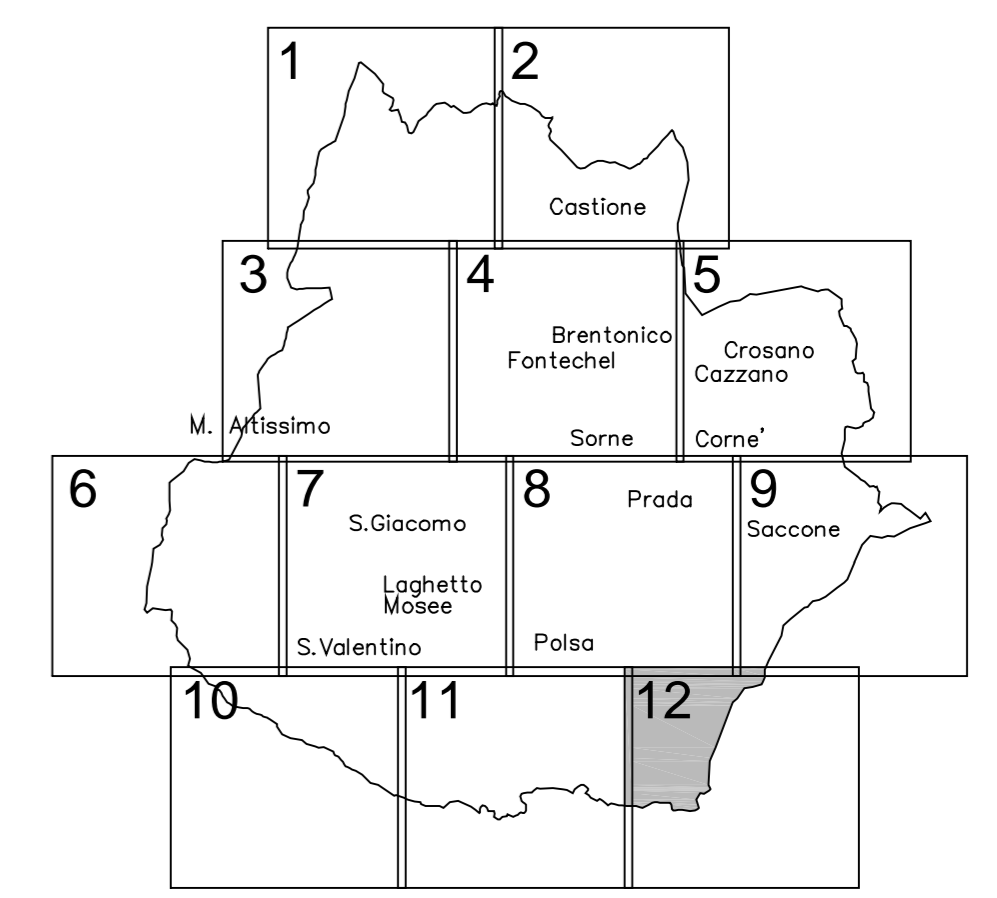 1
2
Castione
3
4
5
Brentonico
Fontechel
Crosano
Cazzano
M. Altissimo
Sorne
Corne'
6
7
8
9
Prada
S.Giacomo
Saccone
Laghetto
Mosee
S.Valentino
Polsa
10
11
12